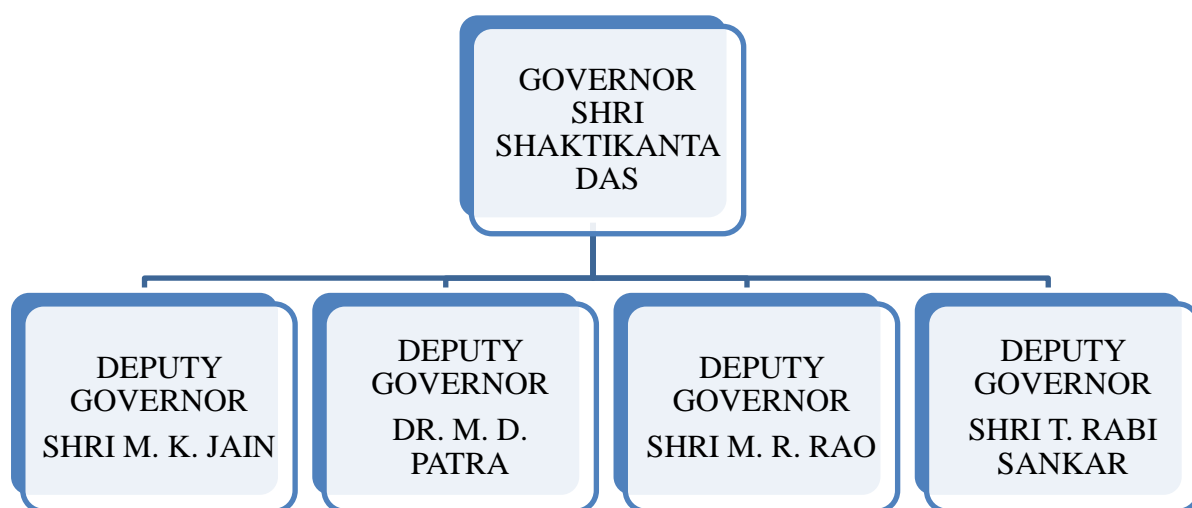 GOVERNOR
SHRI
SHAKTIKANTA
DAS
DEPUTY
GOVERNOR
SHRI M. K. JAIN
DEPUTY
GOVERNOR
DR. M. D.
PATRA
DEPUTY
GOVERNOR
SHRI M. R. RAO
DEPUTY
GOVERNOR
SHRI T. RABI
SANKAR